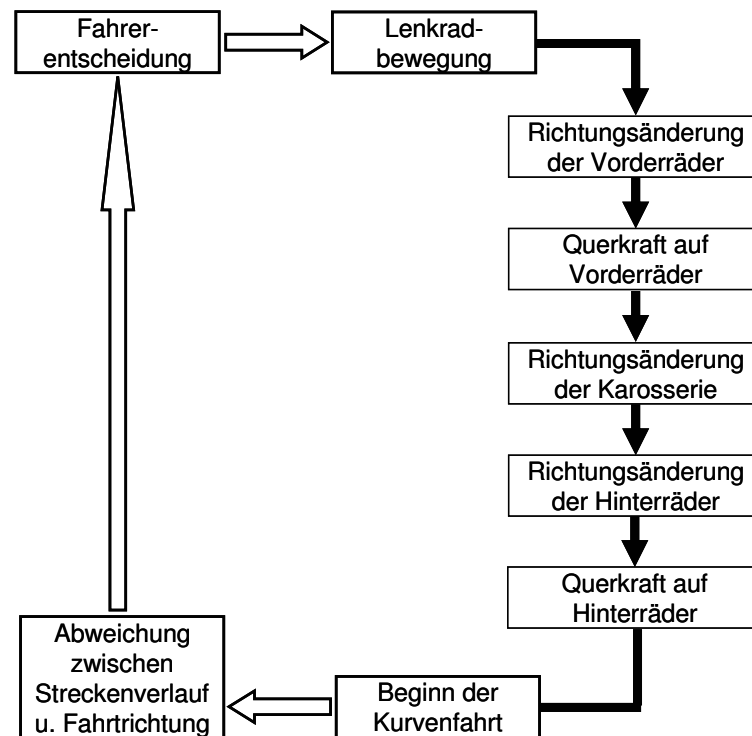 Fahrer-
entscheidung
Lenkrad-
bewegung
Richtungsänderung
der Vorderräder
Querkraft auf
Vorderräder
Richtungsänderung
der Karosserie
Richtungsänderung
der Hinterräder
Querkraft auf
Hinterräder
Beginn der
Kurvenfahrt
Abweichung
zwischen
Streckenverlauf
u. Fahrtrichtung